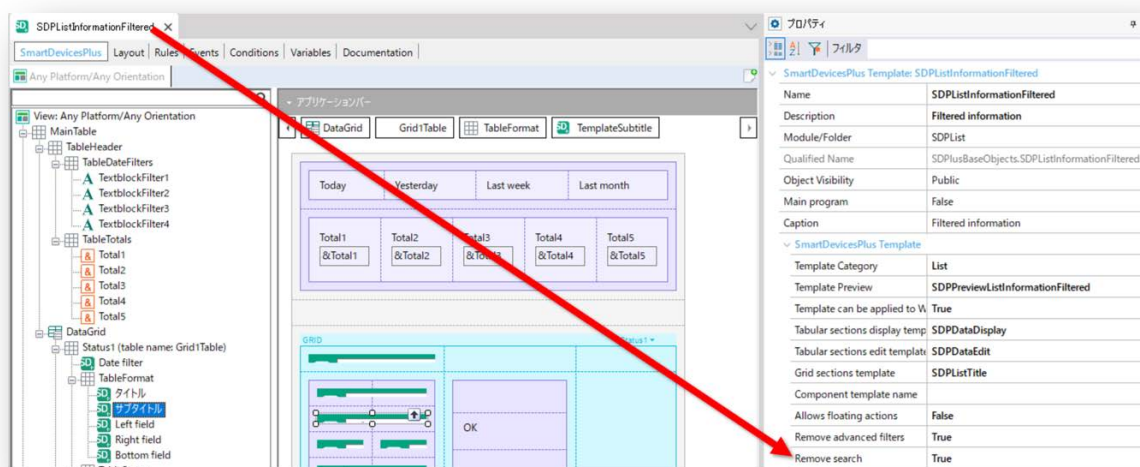 SDPListInformationFiltered
SmartDevicesPlus Layout Rules Events Conditions Variables Documentation
Any Platform/Any Orientation
View: Any Platform/Any Orientation
MainTable
TableHeader
TableDateFilters
TextblockFilter1
TextblockFilter2
TextblockFilter3
TextblockFilter4
TableTotals
Total1
Total2
Total3
Total4
Total5
DataGrid
Status1 (table name: Grid1Table)
Date filter
TableFormat
タイトル
サブタイトル
Left field
Right field
Bottom field
アプリケーションバー
DataGrid Grid1Table TableFormat TemplateSubtitle
Today Yesterday Last week Last month
Total1 Total2 Total3 Total4 Total5
&Total1 &Total2 &Total3 &Total4 &Total5
GRID Status1
OK
プロパティ
フィルタ
SmartDevicesPlus Template: SDPListInformationFiltered
Name SDPListInformationFiltered
Description Filtered information
Module/Folder SDPList
Qualified Name SDPlusBaseObjects.SDPListInformationFiltered
Object Visibility Public
Main program False
Caption Filtered information
SmartDevicesPlus Template
Template Category List
Template Preview SDPPreviewListInformationFiltered
Template can be applied to W True
Tabular sections display temp SDPDataDisplay
Tabular sections edit template SDPDataEdit
Grid sections template SDPListTitle
Component template name
Allows floating actions False
Remove advanced filters True
Remove search True